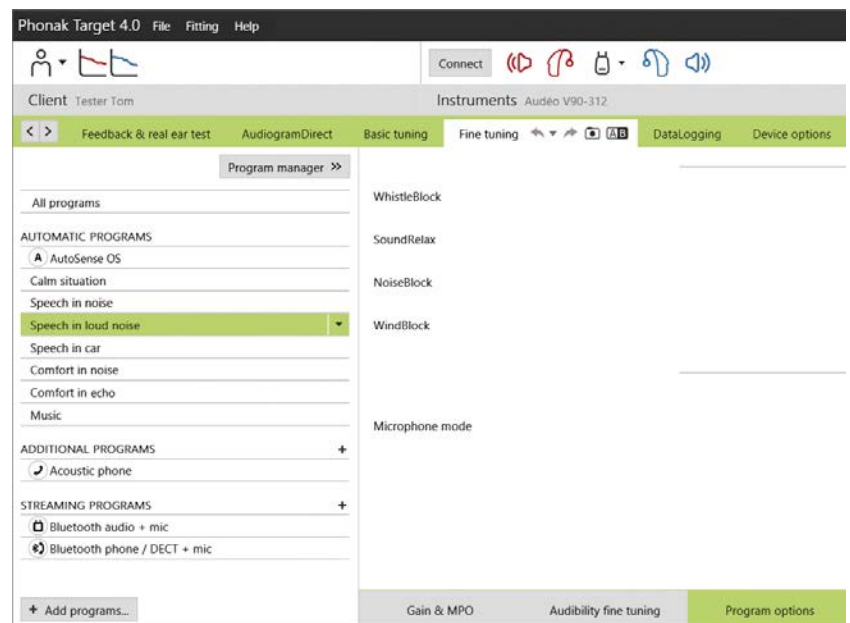 Phonak Target 4.0 File Fitting Help
Connect
Client Tester Tom
Instruments Audéo V90-312
< >
Feedback & real ear test
AudiogramDirect
Basic tuning
Fine tuning
A B
DataLogging
Device options
Program manager >>
All programs
AUTOMATIC PROGRAMS
A AutoSense OS
Calm situation
Speech in noise
Speech in loud noise
Speech in car
Comfort in noise
Comfort in echo
Music
ADDITIONAL PROGRAMS +
Acoustic phone
STREAMING PROGRAMS +
Bluetooth audio + mic
Bluetooth phone / DECT + mic
+ Add programs...
WhistleBlock
SoundRelax
NoiseBlock
WindBlock
Microphone mode
Gain & MPO
Audibility fine tuning
Program options